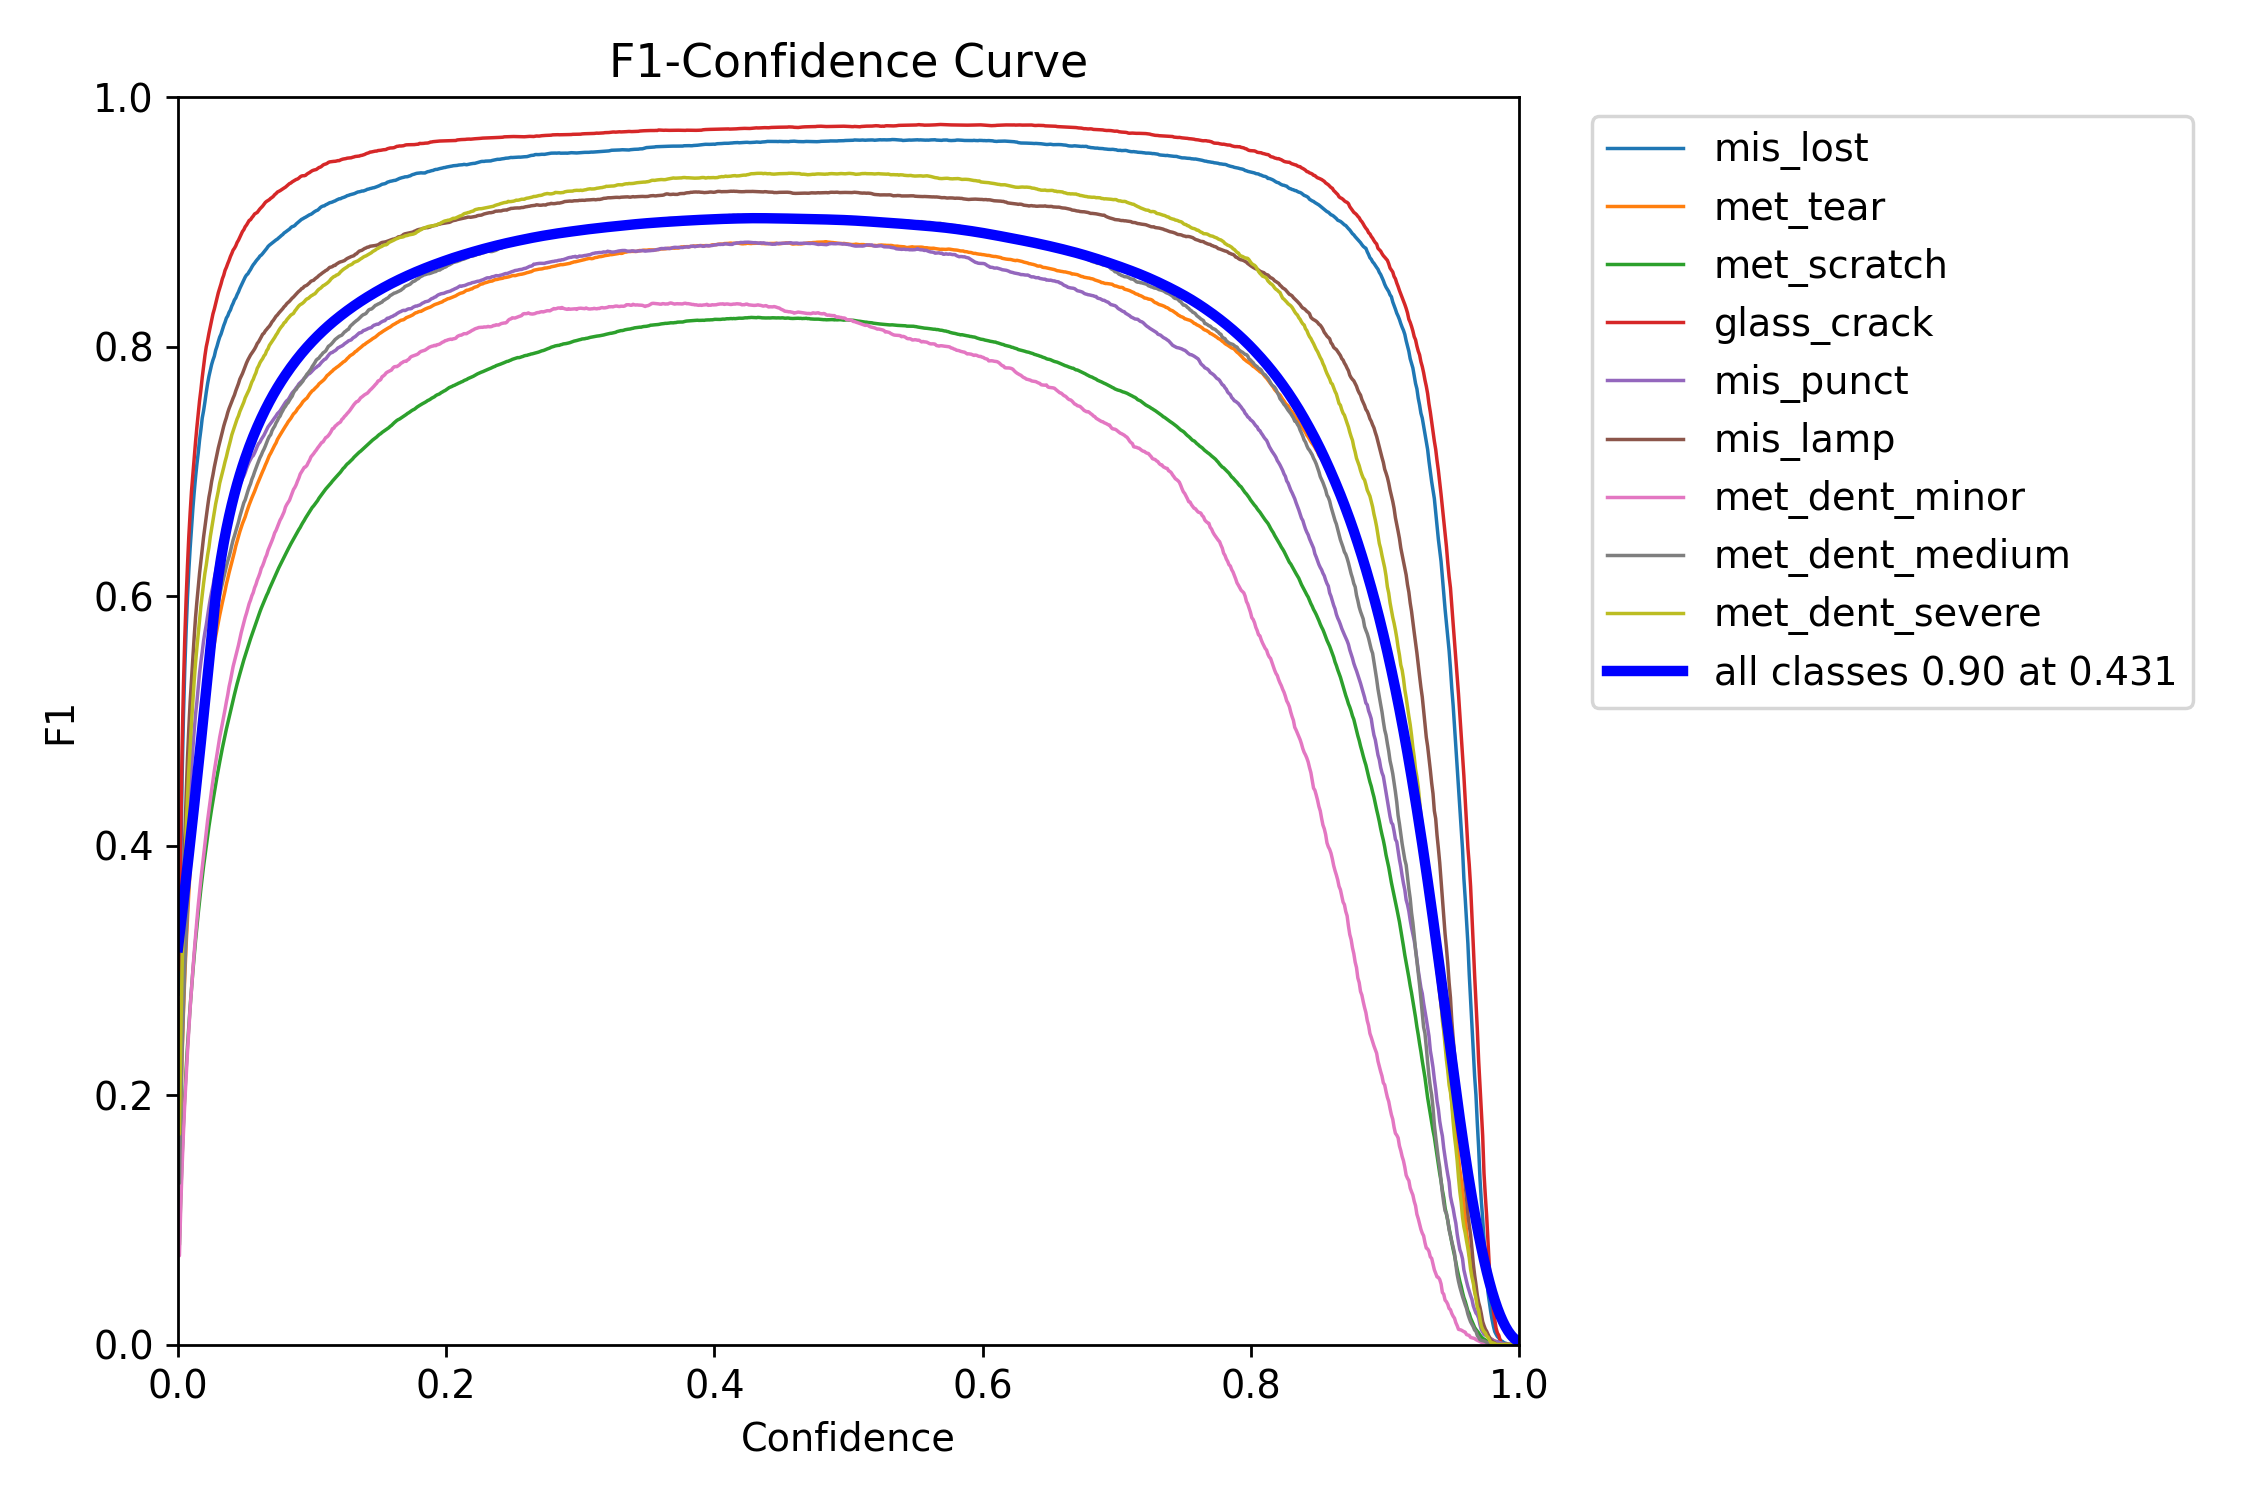 F1-Confidence Curve
1.0
0.8
0.6
0.4
0.2
0.0
F1
0.0 0.2 0.4 0.6 0.8 1.0
Confidence
mis_lost
met_tear
met_scratch
glass_crack
mis_punct
mis_lamp
met_dent_minor
met_dent_medium
met_dent_severe
all classes 0.90 at 0.431